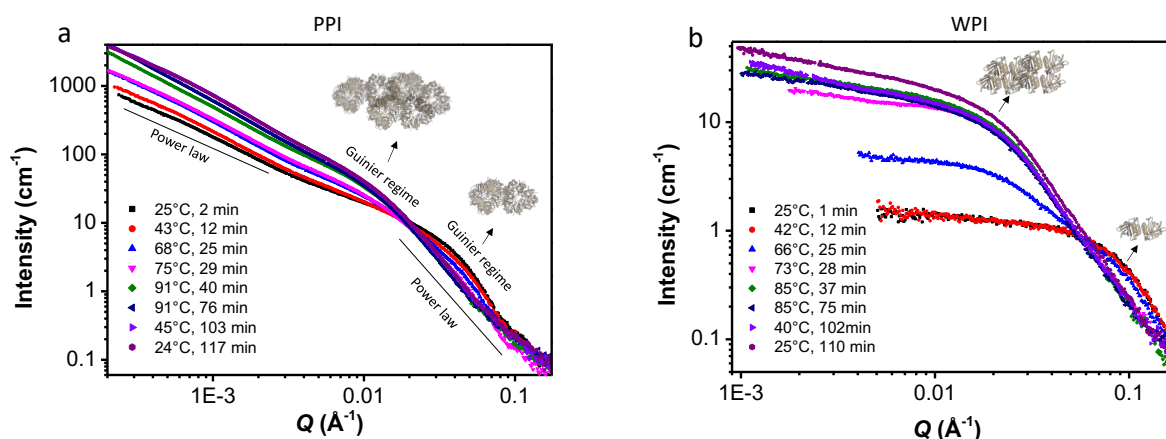 PPI
a
Intensity (cm⁻¹)
1000
100
10
1
0.1
Power law
Guinier regime
Guinier regime
Power law
25°C, 2 min
43°C, 12 min
68°C, 25 min
75°C, 29 min
91°C, 40 min
91°C, 76 min
45°C, 103 min
24°C, 117 min
1E-3
0.01
0.1
Q (Å⁻¹)
WPI
b
Intensity (cm⁻¹)
10
1
0.1
25°C, 1 min
42°C, 12 min
66°C, 25 min
73°C, 28 min
85°C, 37 min
85°C, 75 min
40°C, 102min
25°C, 110 min
1E-3
0.01
0.1
Q (Å⁻¹)